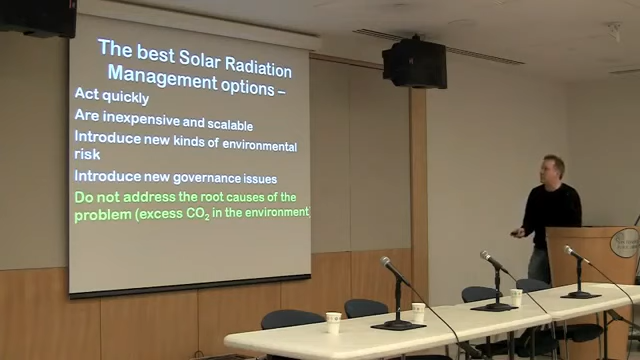 The best Solar Radiation
Management options –
Act quickly
Are inexpensive and scalable
Introduce new kinds of environmental
risk
Introduce new governance issues
Do not address the root causes of the
problem (excess CO₂ in the environment)